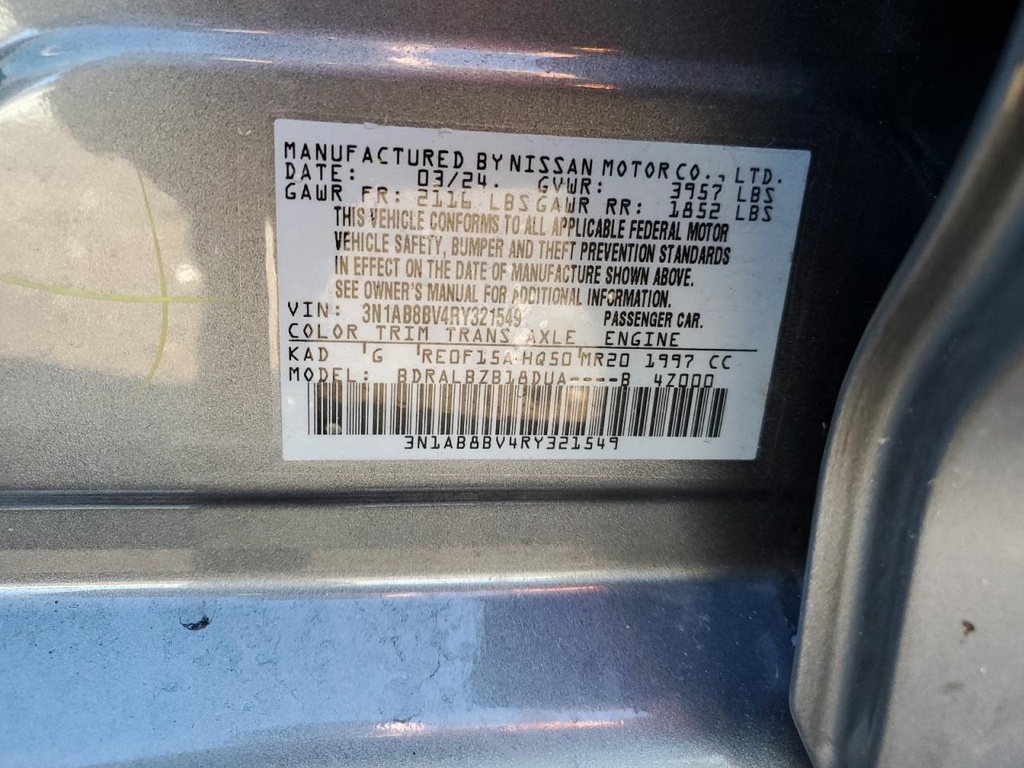 MANUFACTURED BY NISSAN MOTOR CO., LTD.
DATE: 03/24. GVWR: 3957 LBS
GAWR FR: 2116 LBS GAWR RR: 1852 LBS
THIS VEHICLE CONFORMS TO ALL APPLICABLE FEDERAL MOTOR
VEHICLE SAFETY, BUMPER AND THEFT PREVENTION STANDARDS
IN EFFECT ON THE DATE OF MANUFACTURE SHOWN ABOVE.
SEE OWNER'S MANUAL FOR ADDITIONAL INFORMATION.
VIN: 3N1AB8BV4RY321549 PASSENGER CAR.
COLOR TRIM TRANS AXLE ENGINE
KAD G RE0F15A HQ50 MR20 1997 CC
MODEL: BDRALBZB18DUA----B 4Z000
3N1AB8BV4RY321549